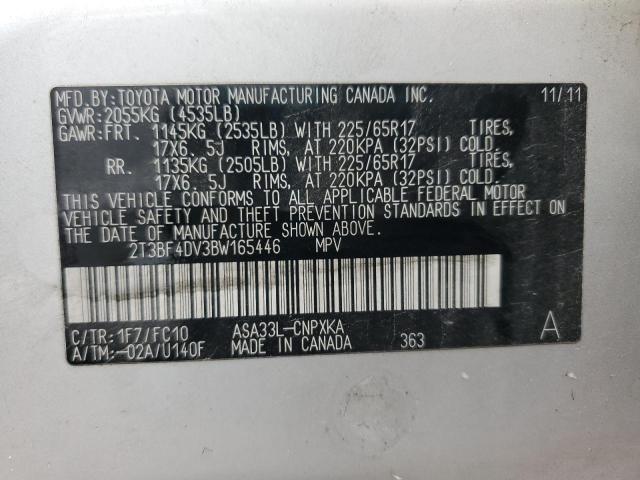 MFD.BY:TOYOTA MOTOR MANUFACTURING CANADA INC. 11/11
GVWR:2055KG (4535LB)
GAWR:FRT. 1145KG (2535LB) WITH 225/65R17 TIRES,
17X6. 5J RIMS, AT 220KPA (32PSI) COLD.
RR. 1135KG (2505LB) WITH 225/65R17 TIRES,
17X6. 5J RIMS, AT 220KPA (32PSI) COLD.
THIS VEHICLE CONFORMS TO ALL APPLICABLE FEDERAL MOTOR
VEHICLE SAFETY AND THEFT PREVENTION STANDARDS IN EFFECT ON
THE DATE OF MANUFACTURE SHOWN ABOVE.
2T3BF4DV3BW165446 MPV
C/TR:1F7/FC10 ASA33L-CNPXKA
A/TM:-02A/U140F MADE IN CANADA 363 A